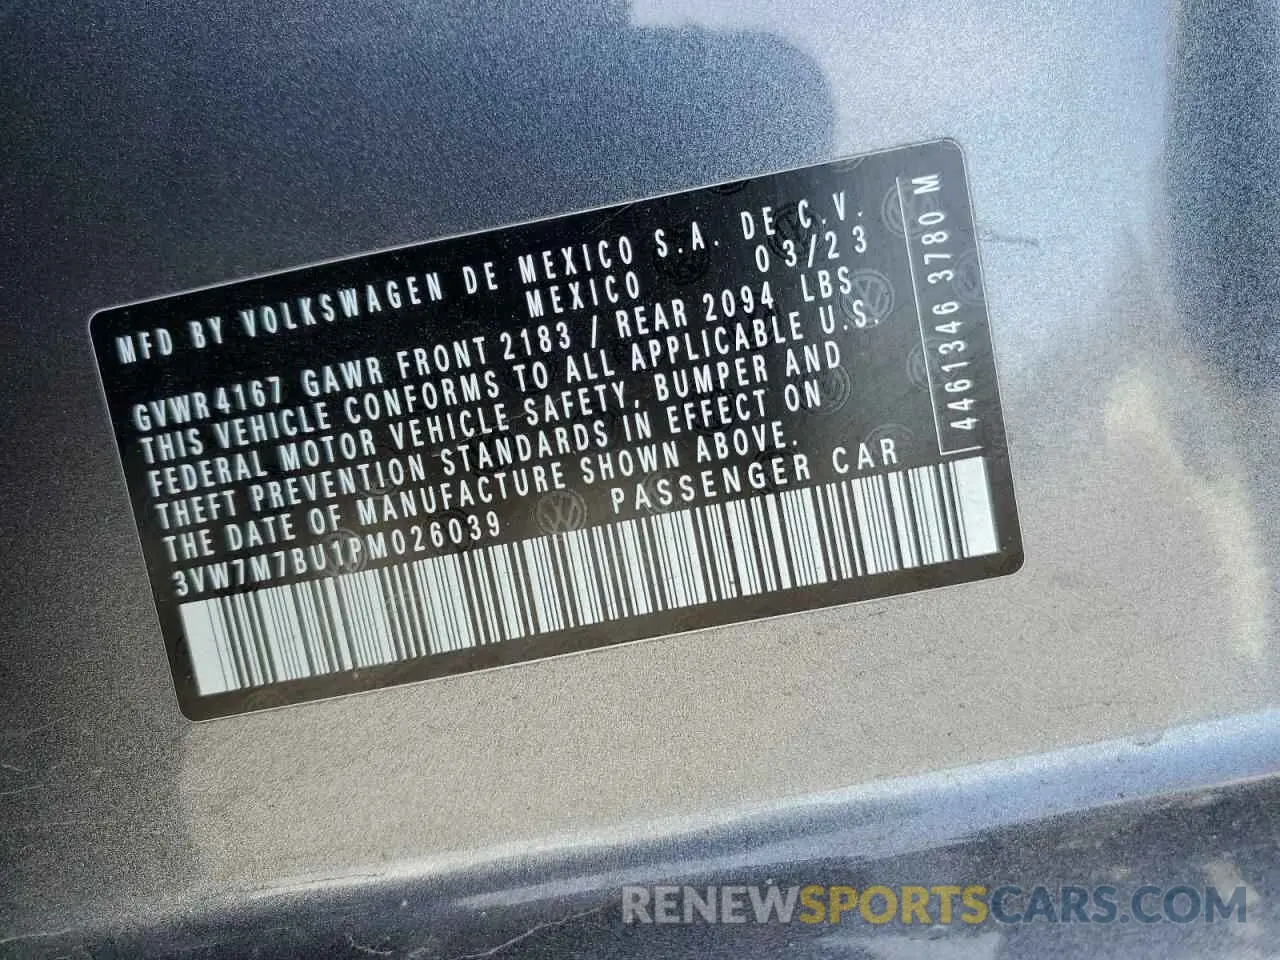 MFD BY VOLKSWAGEN DE MEXICO S.A. DE C.V.
MEXICO 03/23
GVWR 4167 GAWR FRONT 2183 / REAR 2094 LBS
THIS VEHICLE CONFORMS TO ALL APPLICABLE U.S.
FEDERAL MOTOR VEHICLE SAFETY, BUMPER AND
THEFT PREVENTION STANDARDS IN EFFECT ON
THE DATE OF MANUFACTURE SHOWN ABOVE.
3VW7M7BU1PM026039 PASSENGER CAR
4461346 3780 M
RENEWSPORTSCARS.COM